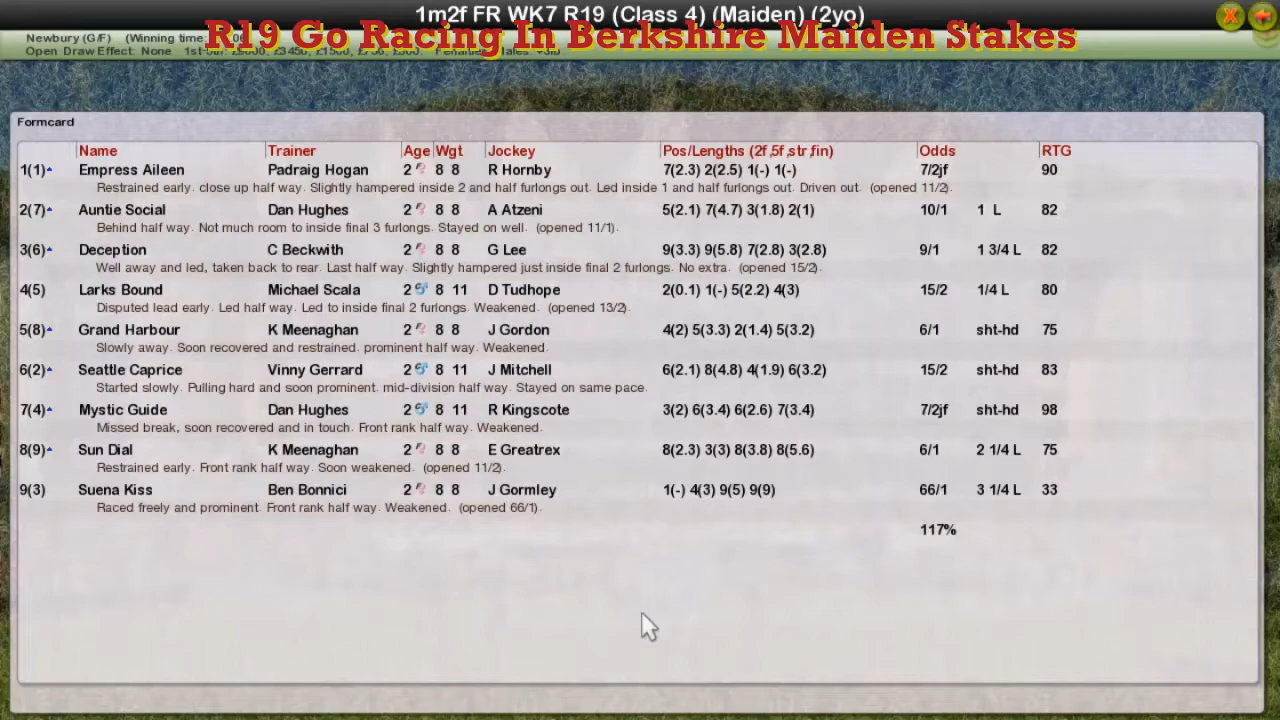 1m2f FR WK7 R19 (Class 4) (Maiden) (2yo)
R19 Go Racing In Berkshire Maiden Stakes
Newbury (G/F) (Winning time:
Open Draw Effect: None
Formcard
Name Trainer Age Wgt Jockey Pos/Lengths (2f,5f,str,fin) Odds RTG
1(1) Empress Aileen Padraig Hogan 2 8 8 R Hornby 7(2.3) 2(2.5) 1(-) 1(-) 7/2jf 90
Restrained early. close up half way. Slightly hampered inside 2 and half furlongs out. Led inside 1 and half furlongs out. Driven out. (opened 11/2).
2(7) Auntie Social Dan Hughes 2 8 8 A Atzeni 5(2.1) 7(4.7) 3(1.8) 2(1) 10/1 1 L 82
Behind half way. Not much room to inside final 3 furlongs. Stayed on well. (opened 11/1).
3(6) Deception C Beckwith 2 8 8 G Lee 9(3.3) 9(5.8) 7(2.8) 3(2.8) 9/1 1 3/4 L 82
Well away and led, taken back to rear. Last half way. Slightly hampered just inside final 2 furlongs. No extra. (opened 15/2).
4(5) Larks Bound Michael Scala 2 8 11 D Tudhope 2(0.1) 1(-) 5(2.2) 4(3) 15/2 1/4 L 80
Disputed lead early. Led half way. Led to inside final 2 furlongs. Weakened. (opened 13/2).
5(8) Grand Harbour K Meenaghan 2 8 8 J Gordon 4(2) 5(3.3) 2(1.4) 5(3.2) 6/1 sht-hd 75
Slowly away. Soon recovered and restrained. prominent half way. Weakened.
6(2) Seattle Caprice Vinny Gerrard 2 8 11 J Mitchell 6(2.1) 8(4.8) 4(1.9) 6(3.2) 15/2 sht-hd 83
Started slowly. Pulling hard and soon prominent. mid-division half way. Stayed on same pace.
7(4) Mystic Guide Dan Hughes 2 8 11 R Kingscote 3(2) 6(3.4) 6(2.6) 7(3.4) 7/2jf sht-hd 98
Missed break, soon recovered and in touch. Front rank half way. Weakened.
8(9) Sun Dial K Meenaghan 2 8 8 E Greatrex 8(2.3) 3(3) 8(3.8) 8(5.6) 6/1 2 1/4 L 75
Restrained early. Front rank half way. Soon weakened. (opened 11/2).
9(3) Suena Kiss Ben Bonnici 2 8 8 J Gormley 1(-) 4(3) 9(5) 9(9) 66/1 3 1/4 L 33
Raced freely and prominent. Front rank half way. Weakened. (opened 66/1).
117%